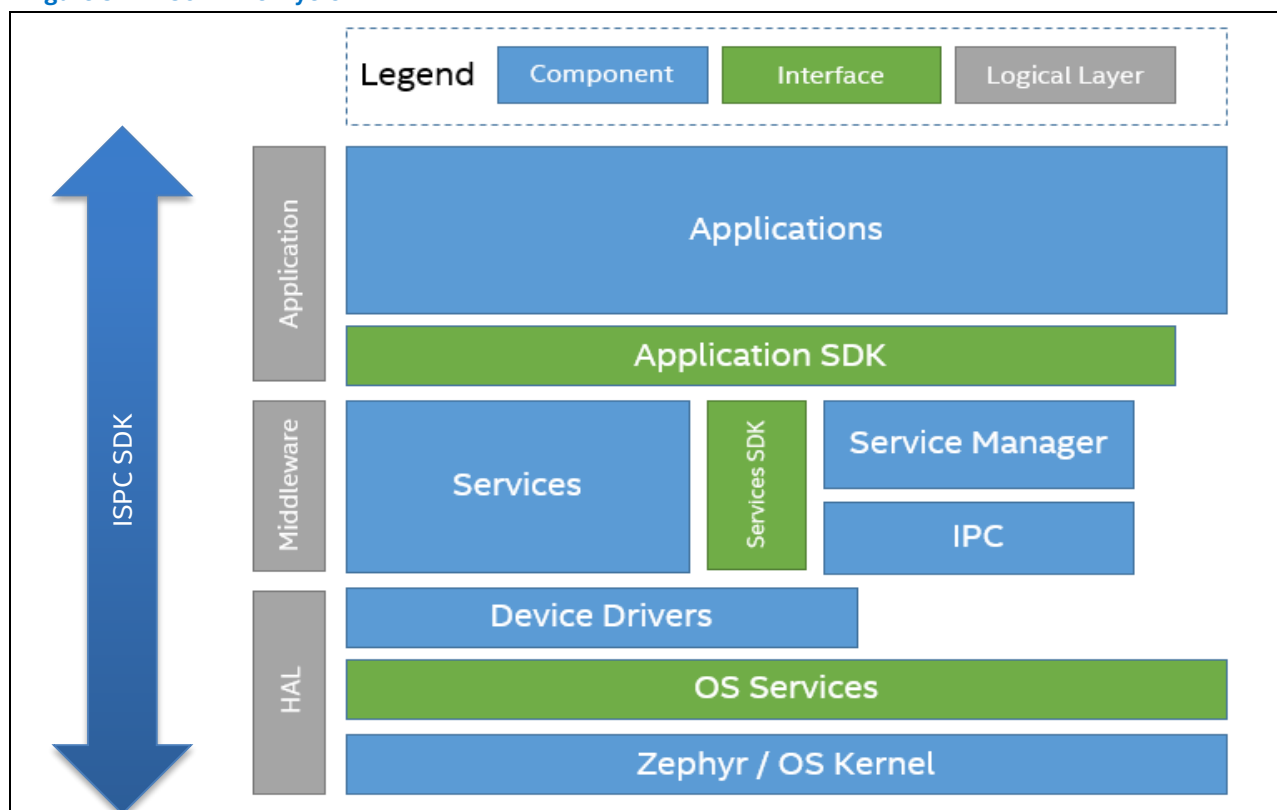 Legend
Component
Interface
Logical Layer
ISPC SDK
Application
Applications
Application SDK
Middleware
Services
Services SDK
Service Manager
IPC
HAL
Device Drivers
OS Services
Zephyr / OS Kernel